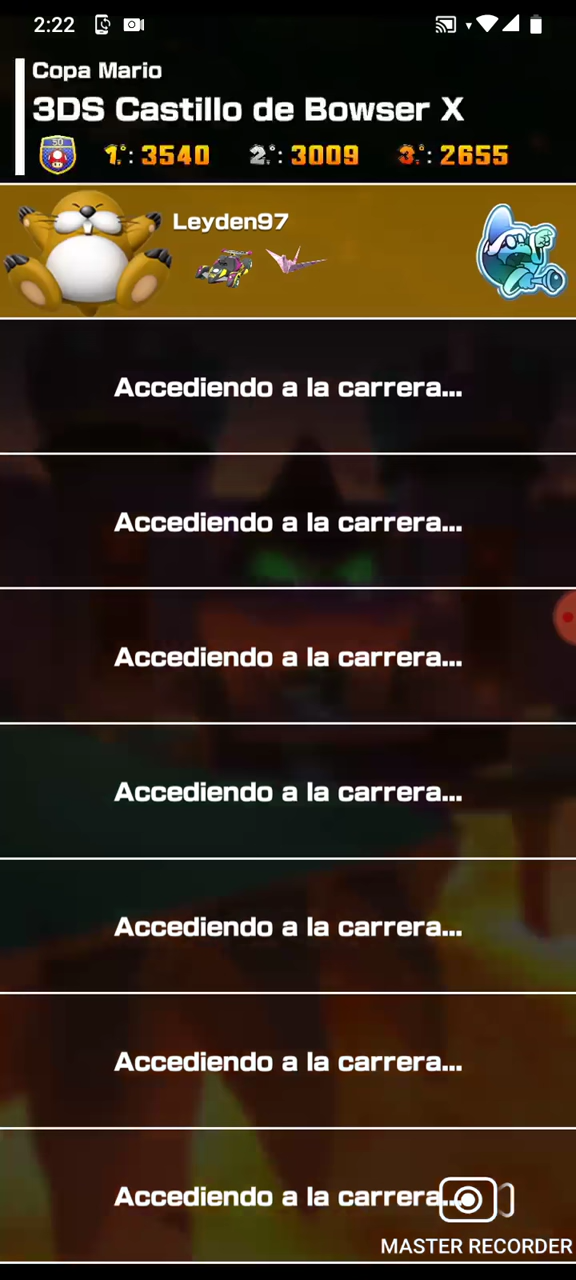 2:22
Copa Mario
3DS Castillo de Bowser X
50
1.º: 3540 2.º: 3009 3.º: 2655
Leyden97
Accediendo a la carrera...
Accediendo a la carrera...
Accediendo a la carrera...
Accediendo a la carrera...
Accediendo a la carrera...
Accediendo a la carrera...
Accediendo a la carrera...
MASTER RECORDER